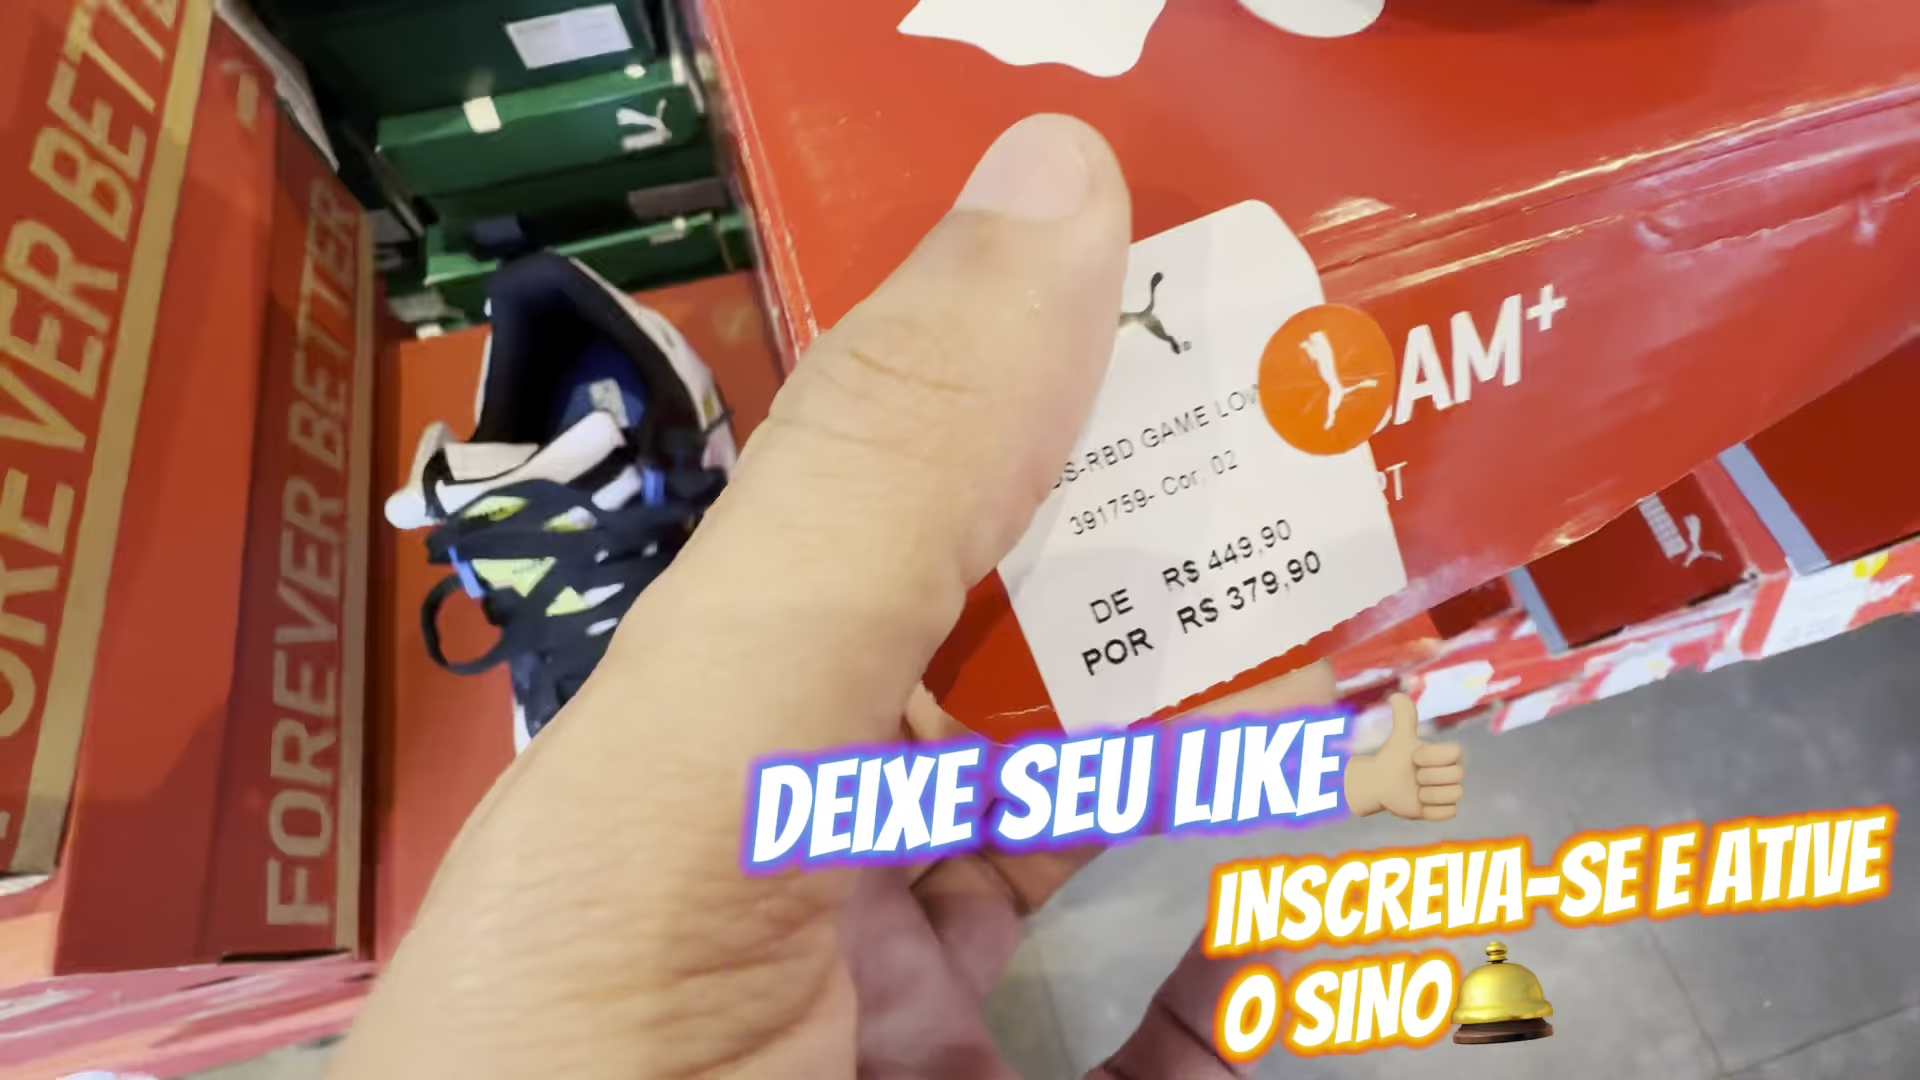 FOREVER BETTER
FOREVER BETTER
AM+
GAME LOW
391759- Cor. 02
DE R$ 449,90
POR R$ 379,90
PUMA
DEIXE SEU LIKE
INSCREVA-SE E ATIVE
O SINO